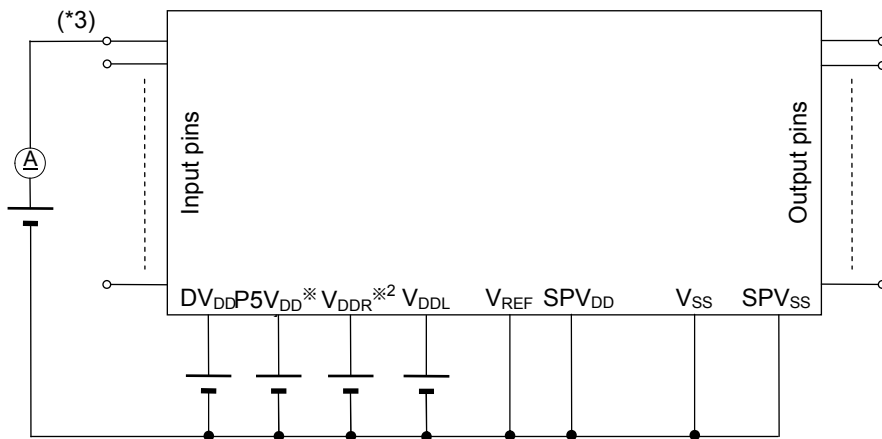 (*3)
A
Input pins
Output pins
DVDD P5VDD※ VDDR※2 VDDL VREF SPVDD VSS SPVSS